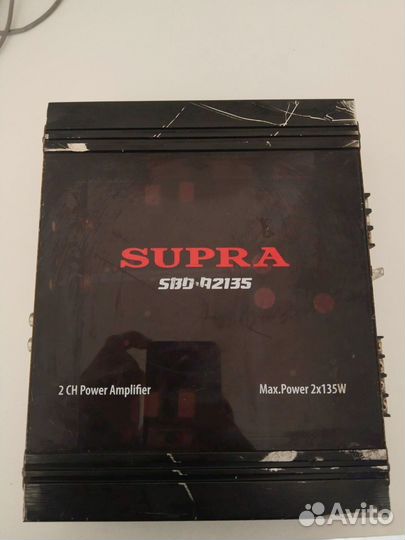 SUPRA
SBD-A2135
2 CH Power Amplifier
Max.Power 2x135W
Avito